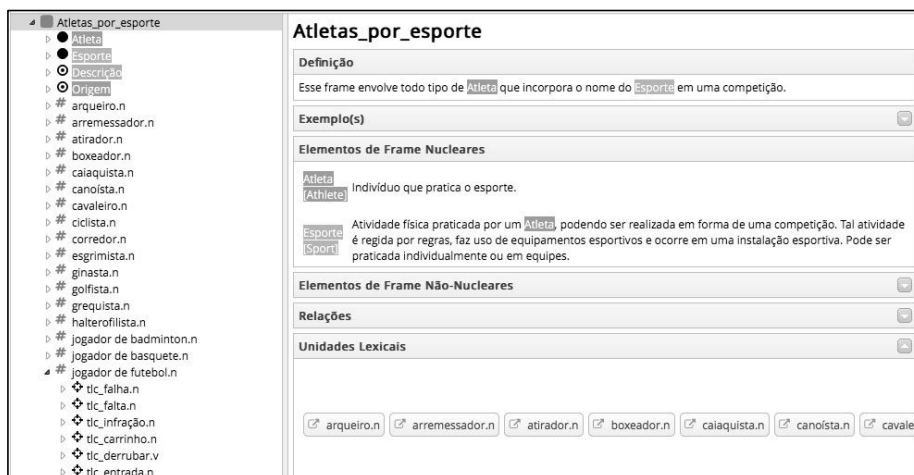 Atletas_por_esporte
Atleta
Esporte
Descrição
Origem
# arqueiro.n
# arremessador.n
# atirador.n
# boxeador.n
# caiaquista.n
# canoísta.n
# cavaleiro.n
# ciclista.n
# corredor.n
# esgrimista.n
# ginasta.n
# golfista.n
# grequista.n
# halterofilista.n
# jogador de badminton.n
# jogador de basquete.n
# jogador de futebol.n
tlc_falha.n
tlc_falta.n
tlc_infração.n
tlc_carrinho.n
tlc_derrubar.v
tlc_entrada.n
Atletas_por_esporte
Definição
Esse frame envolve todo tipo de Atleta que incorpora o nome do Esporte em uma competição.
Exemplo(s)
Elementos de Frame Nucleares
Atleta
[Athlete]
Indivíduo que pratica o esporte.
Esporte
[Sport]
Atividade física praticada por um Atleta, podendo ser realizada em forma de uma competição. Tal atividade
é regida por regras, faz uso de equipamentos esportivos e ocorre em uma instalação esportiva. Pode ser
praticada individualmente ou em equipes.
Elementos de Frame Não-Nucleares
Relações
Unidades Lexicais
arqueiro.n arremessador.n atirador.n boxeador.n caiaquista.n canoísta.n cavale